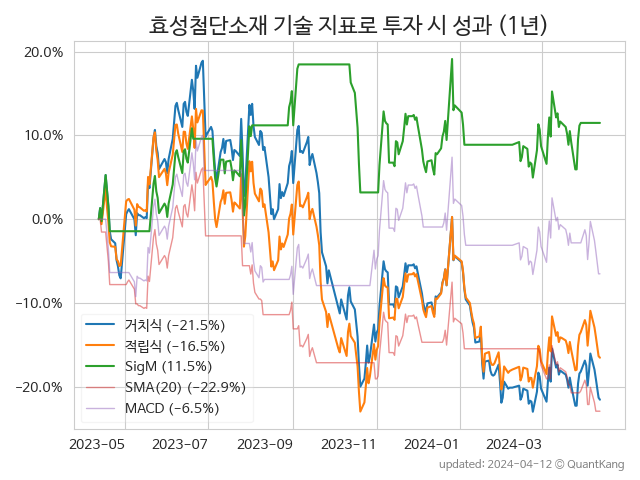 효성첨단소재 기술 지표로 투자 시 성과 (1년)
20.0%
10.0%
0.0%
−10.0%
−20.0%
거치식 (−21.5%)
적립식 (−16.5%)
SigM (11.5%)
SMA(20) (−22.9%)
MACD (−6.5%)
2023-05 2023-07 2023-09 2023-11 2024-01 2024-03
updated: 2024-04-12 © QuantKang